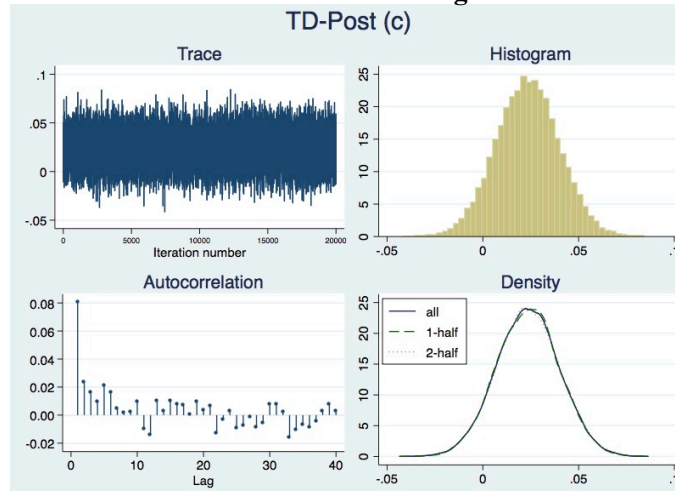 TD-Post (c)
Trace
.1
.05
0
-.05
0 5000 10000 15000 20000
Iteration number
Histogram
25
20
15
10
5
0
-.05 0 .05 .1
Autocorrelation
0.08
0.06
0.04
0.02
0.00
-0.02
0 10 20 30 40
Lag
Density
25
20
15
10
5
0
all
1-half
2-half
-.05 0 .05 .1